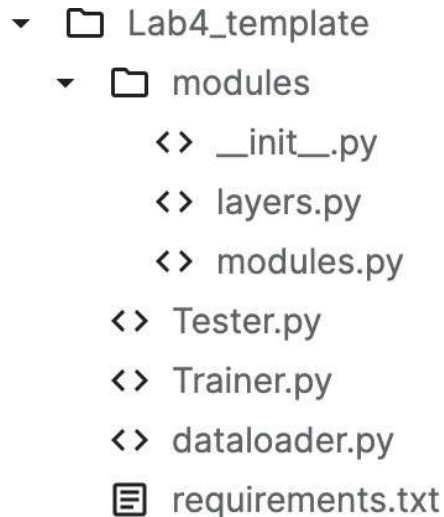 Lab4_template
modules
__init__.py
layers.py
modules.py
Tester.py
Trainer.py
dataloader.py
requirements.txt